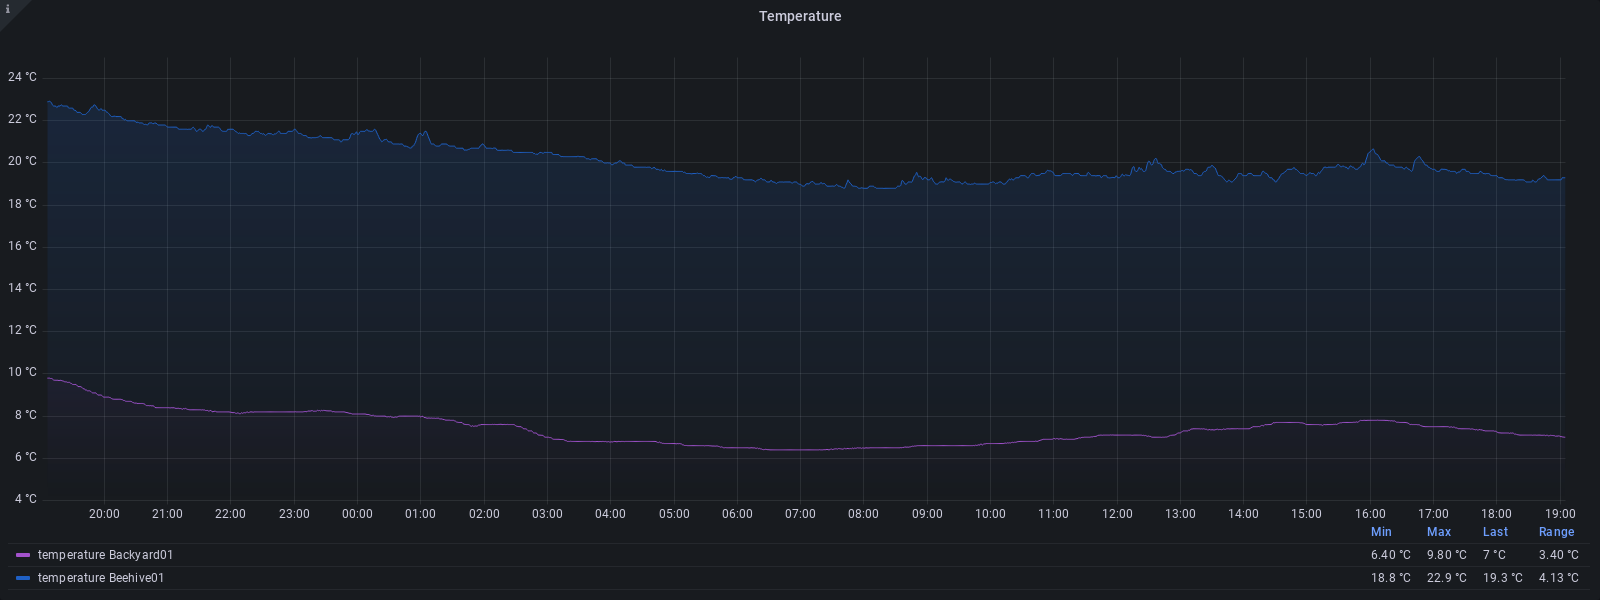 i
Temperature
24 °C
22 °C
20 °C
18 °C
16 °C
14 °C
12 °C
10 °C
8 °C
6 °C
4 °C
20:00 21:00 22:00 23:00 00:00 01:00 02:00 03:00 04:00 05:00 06:00 07:00 08:00 09:00 10:00 11:00 12:00 13:00 14:00 15:00 16:00 17:00 18:00 19:00
Min Max Last Range
temperature Backyard01 6.40 °C 9.80 °C 7 °C 3.40 °C
temperature Beehive01 18.8 °C 22.9 °C 19.3 °C 4.13 °C